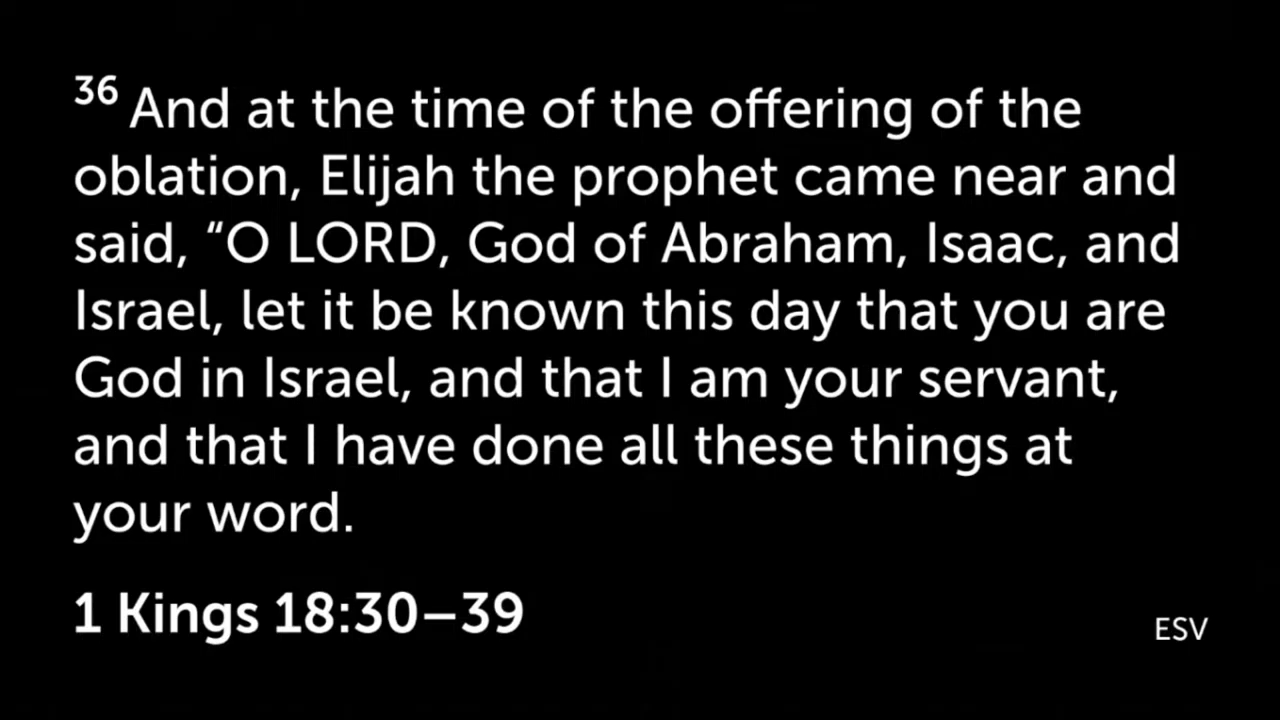 36 And at the time of the offering of the
oblation, Elijah the prophet came near and
said, “O LORD, God of Abraham, Isaac, and
Israel, let it be known this day that you are
God in Israel, and that I am your servant,
and that I have done all these things at
your word.
1 Kings 18:30–39
ESV